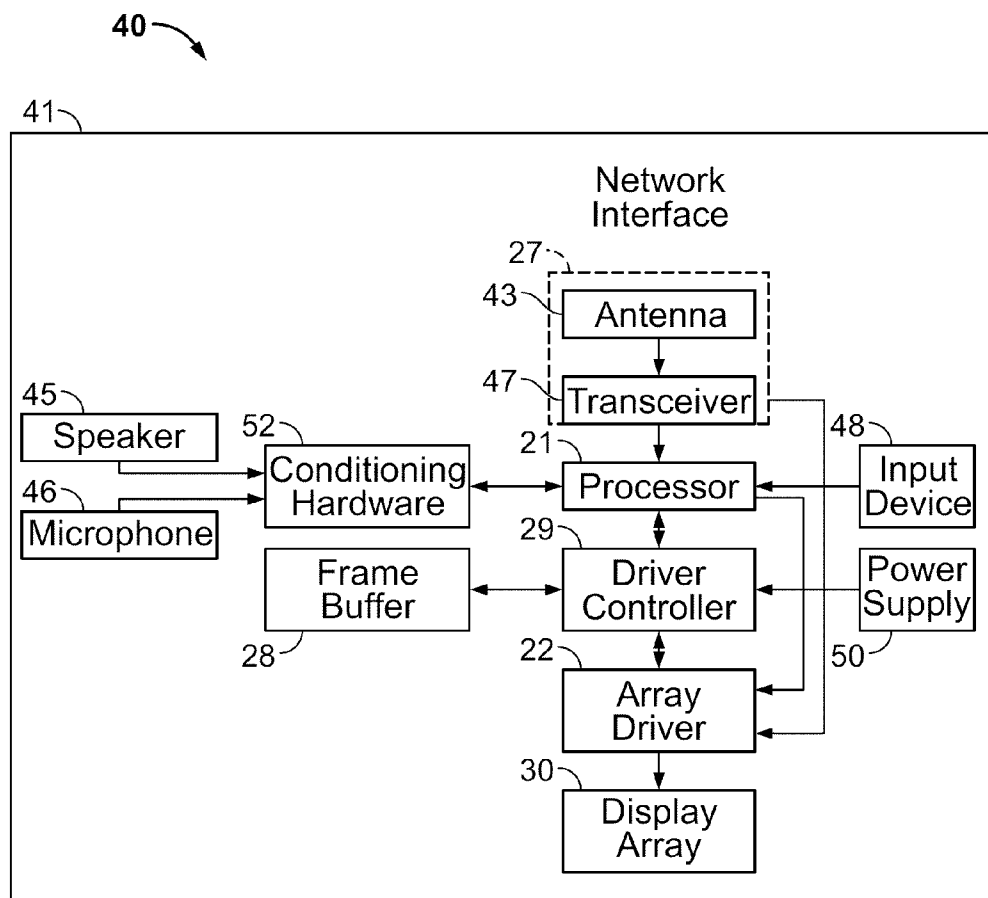 40
41
Network
Interface
27
43
Antenna
47
Transceiver
45
Speaker
52
Conditioning
Hardware
21
Processor
48
Input
Device
46
Microphone
29
Driver
Controller
Frame
Buffer
28
Power
Supply
50
22
Array
Driver
30
Display
Array